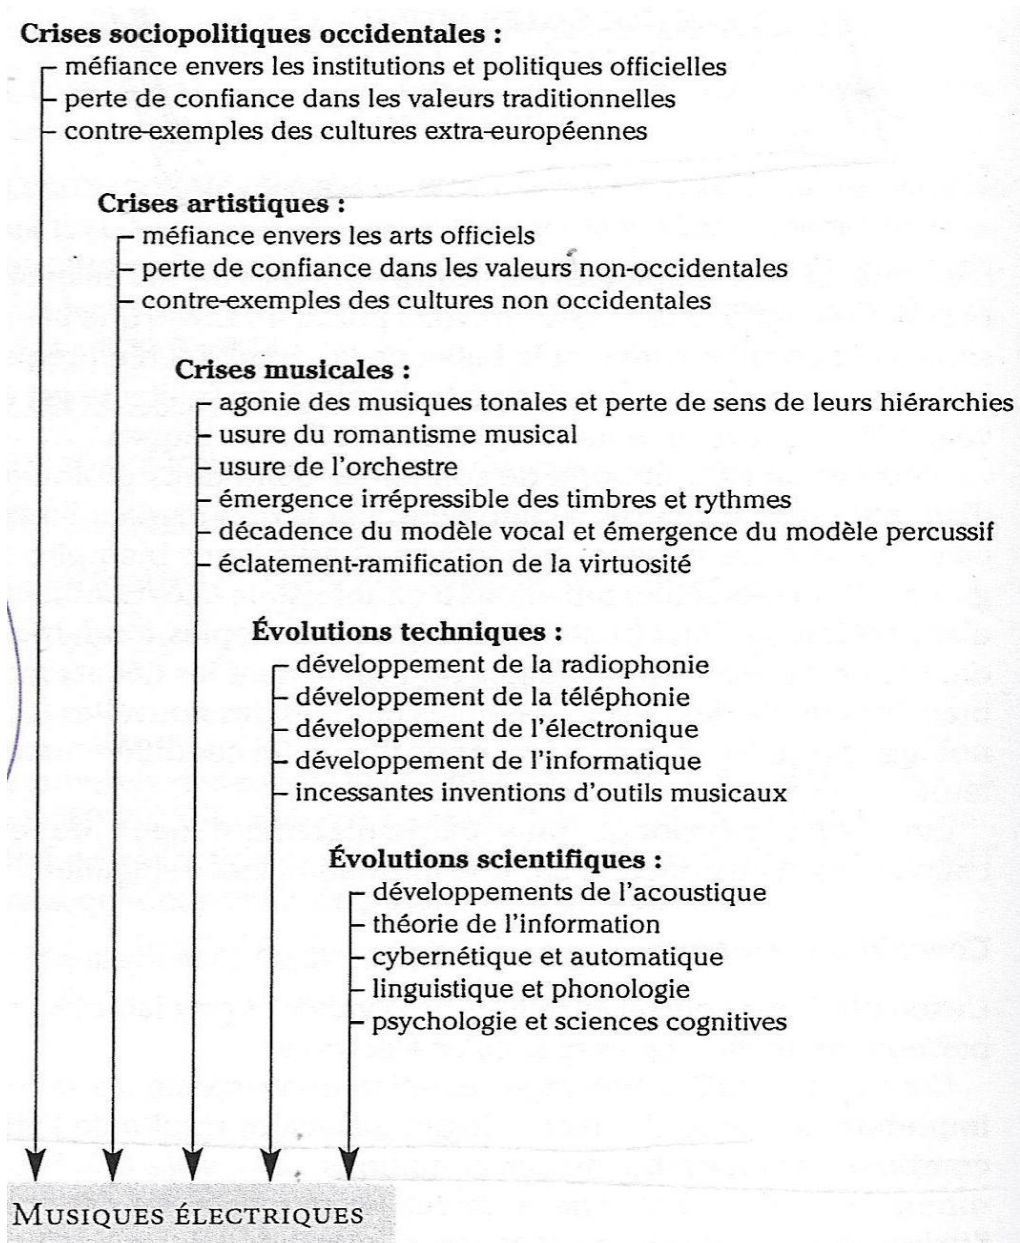 Crises sociopolitiques occidentales :
méfiance envers les institutions et politiques officielles
perte de confiance dans les valeurs traditionnelles
contre-exemples des cultures extra-européennes
Crises artistiques :
méfiance envers les arts officiels
perte de confiance dans les valeurs non-occidentales
contre-exemples des cultures non occidentales
Crises musicales :
agonie des musiques tonales et perte de sens de leurs hiérarchies
usure du romantisme musical
usure de l'orchestre
émergence irrépressible des timbres et rythmes
décadence du modèle vocal et émergence du modèle percussif
éclatement-ramification de la virtuosité
Évolutions techniques :
développement de la radiophonie
développement de la téléphonie
développement de l'électronique
développement de l'informatique
incessantes inventions d'outils musicaux
Évolutions scientifiques :
développements de l'acoustique
théorie de l'information
cybernétique et automatique
linguistique et phonologie
psychologie et sciences cognitives
MUSIQUES ÉLECTRIQUES